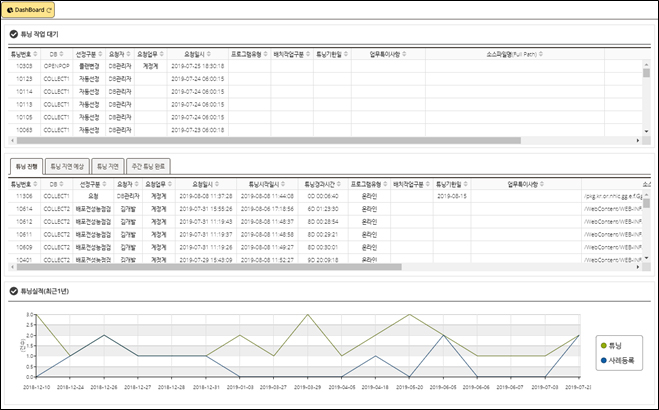 DashBoard
튜닝 작업 대기
튜닝번호 DB 선정구분 요청자 요청업무 요청일시 프로그램유형 배치작업구분 튜닝기한일 업무특이사항 소스파일명(Full Path)
10303 OPENPOP 플랜변경 DB관리자 계정계 2019-07-25 18:30:18
10123 COLLECT1 자동선정 DB관리자 2019-07-24 06:00:15
10114 COLLECT1 자동선정 DB관리자 2019-07-24 06:00:15
10113 COLLECT1 자동선정 DB관리자 2019-07-24 06:00:15
10105 COLLECT1 자동선정 DB관리자 2019-07-24 06:00:15
10063 COLLECT1 자동선정 DB관리자 2019-07-23 06:00:18
튜닝 진행 튜닝 지연 예상 튜닝 지연 주간 튜닝 완료
튜닝번호 DB 선정구분 요청자 요청업무 요청일시 튜닝시작일시 튜닝경과시간 프로그램유형 배치작업구분 튜닝기한일 업무특이사항 소스
11306 COLLECT1 요청 DB관리자 계정계 2019-08-08 11:37:28 2019-08-08 11:44:08 0D 00:06:40 온라인 2019-08-15
10614 COLLECT2 배포전성능점검 김개발 계정계 2019-07-31 15:55:26 2019-08-06 17:18:56 6D 01:23:30 온라인 /WebContent/WEB-INF
10612 COLLECT2 배포전성능점검 김개발 계정계 2019-07-31 11:19:43 2019-08-08 11:48:37 8D 00:28:54 온라인 /WebContent/WEB-INF
10611 COLLECT2 배포전성능점검 김개발 계정계 2019-07-31 11:19:37 2019-08-08 11:48:58 8D 00:29:21 온라인 /WebContent/WEB-INF
10609 COLLECT2 배포전성능점검 김개발 계정계 2019-07-31 11:19:26 2019-08-08 11:49:27 8D 00:30:01 온라인 /WebContent/WEB-INF
10401 COLLECT2 배포전성능점검 김개발 계정계 2019-07-29 15:43:09 2019-08-08 11:52:27 9D 20:09:18 온라인 /WebContent/WEB-INF
튜닝실적(최근1년)
(건수)
3.0
2.5
2.0
1.5
1.0
0.5
0.0
2018-12-10 2018-12-24 2018-12-26 2018-12-27 2018-12-28 2018-12-31 2019-01-03 2019-03-27 2019-03-29 2019-04-05 2019-04-18 2019-05-20 2019-06-05 2019-06-07 2019-07-03 2019-07-23
튜닝
사례등록